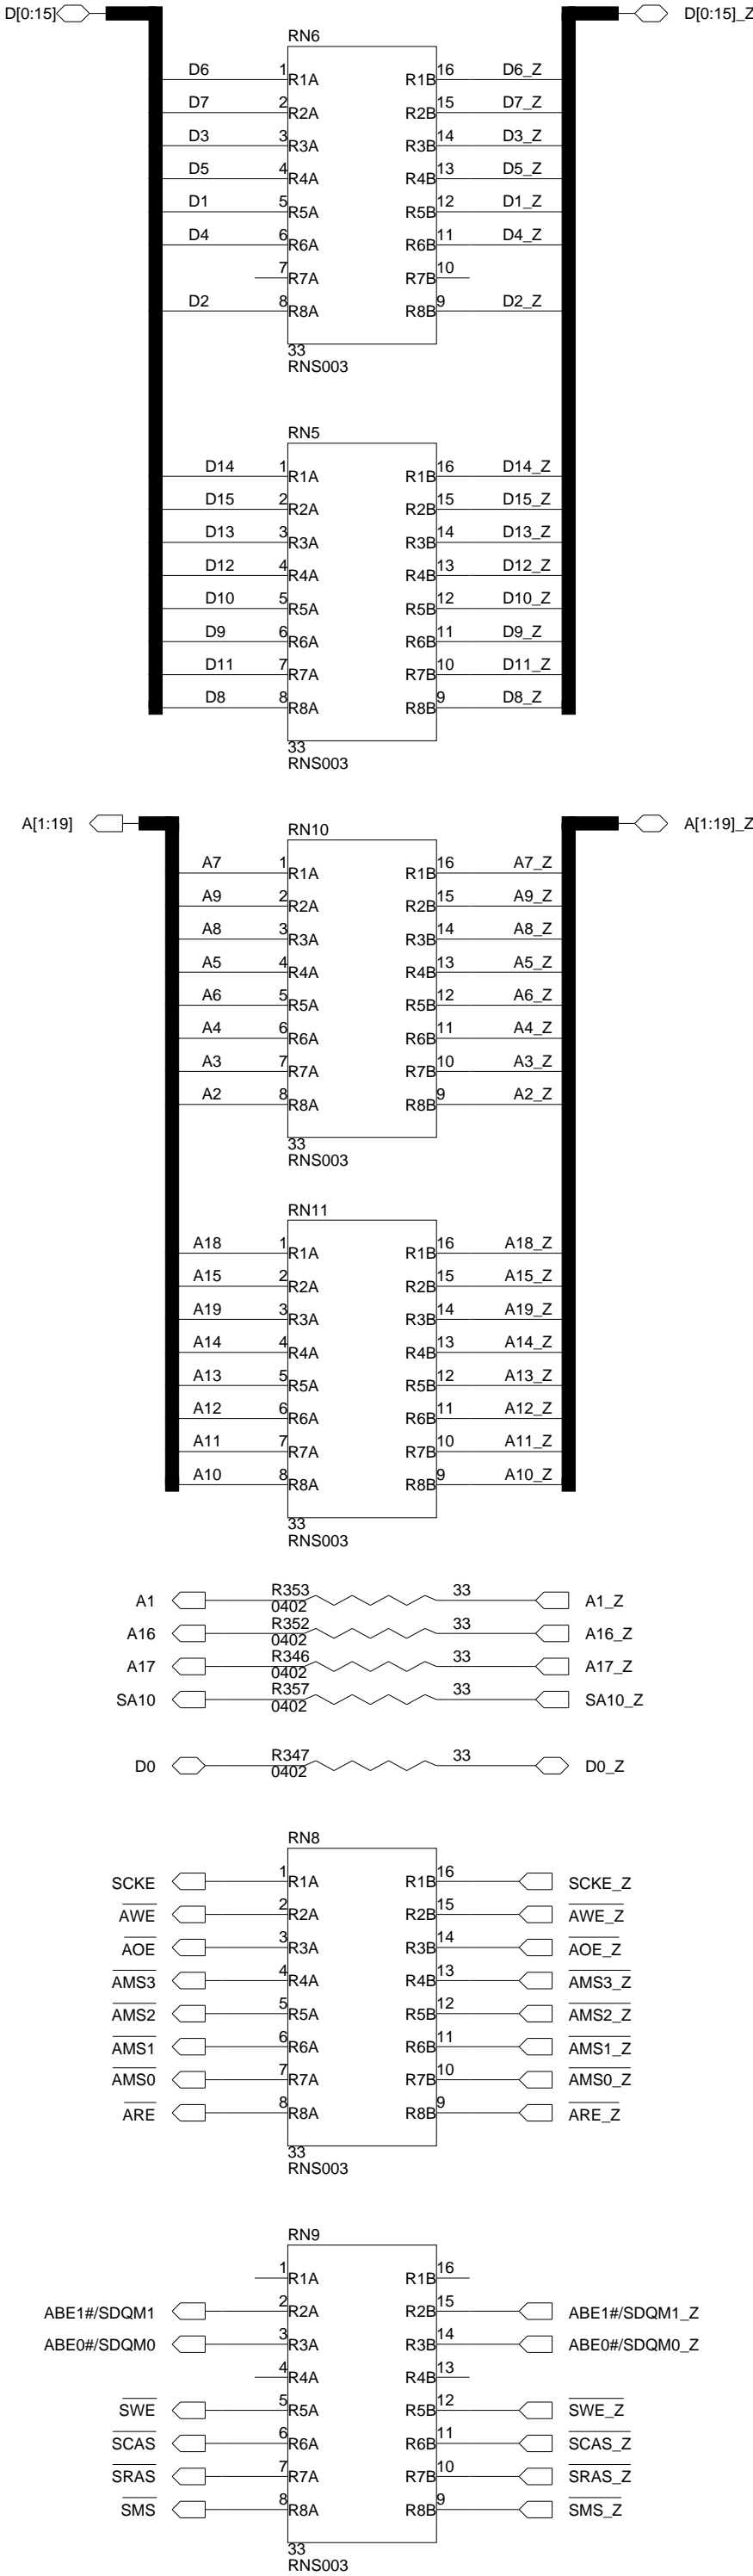 D[0:15] D[0:15]_Z
RN6
D6 1 R1A R1B 16 D6_Z
D7 2 R2A R2B 15 D7_Z
D3 3 R3A R3B 14 D3_Z
D5 4 R4A R4B 13 D5_Z
D1 5 R5A R5B 12 D1_Z
D4 6 R6A R6B 11 D4_Z
7 R7A R7B 10
D2 8 R8A R8B 9 D2_Z
33
RNS003
RN5
D14 1 R1A R1B 16 D14_Z
D15 2 R2A R2B 15 D15_Z
D13 3 R3A R3B 14 D13_Z
D12 4 R4A R4B 13 D12_Z
D10 5 R5A R5B 12 D10_Z
D9 6 R6A R6B 11 D9_Z
D11 7 R7A R7B 10 D11_Z
D8 8 R8A R8B 9 D8_Z
33
RNS003
A[1:19] A[1:19]_Z
RN10
A7 1 R1A R1B 16 A7_Z
A9 2 R2A R2B 15 A9_Z
A8 3 R3A R3B 14 A8_Z
A5 4 R4A R4B 13 A5_Z
A6 5 R5A R5B 12 A6_Z
A4 6 R6A R6B 11 A4_Z
A3 7 R7A R7B 10 A3_Z
A2 8 R8A R8B 9 A2_Z
33
RNS003
RN11
A18 1 R1A R1B 16 A18_Z
A15 2 R2A R2B 15 A15_Z
A19 3 R3A R3B 14 A19_Z
A14 4 R4A R4B 13 A14_Z
A13 5 R5A R5B 12 A13_Z
A12 6 R6A R6B 11 A12_Z
A11 7 R7A R7B 10 A11_Z
A10 8 R8A R8B 9 A10_Z
33
RNS003
A1 R353 33 A1_Z
0402
A16 R352 33 A16_Z
0402
A17 R346 33 A17_Z
0402
SA10 R357 33 SA10_Z
0402
D0 R347 33 D0_Z
0402
RN8
SCKE 1 R1A R1B 16 SCKE_Z
AWE 2 R2A R2B 15 AWE_Z
AOE 3 R3A R3B 14 AOE_Z
AMS3 4 R4A R4B 13 AMS3_Z
AMS2 5 R5A R5B 12 AMS2_Z
AMS1 6 R6A R6B 11 AMS1_Z
AMS0 7 R7A R7B 10 AMS0_Z
ARE 8 R8A R8B 9 ARE_Z
33
RNS003
RN9
1 R1A R1B 16
ABE1#/SDQM1 2 R2A R2B 15 ABE1#/SDQM1_Z
ABE0#/SDQM0 3 R3A R3B 14 ABE0#/SDQM0_Z
4 R4A R4B 13
SWE 5 R5A R5B 12 SWE_Z
SCAS 6 R6A R6B 11 SCAS_Z
SRAS 7 R7A R7B 10 SRAS_Z
SMS 8 R8A R8B 9 SMS_Z
33
RNS003